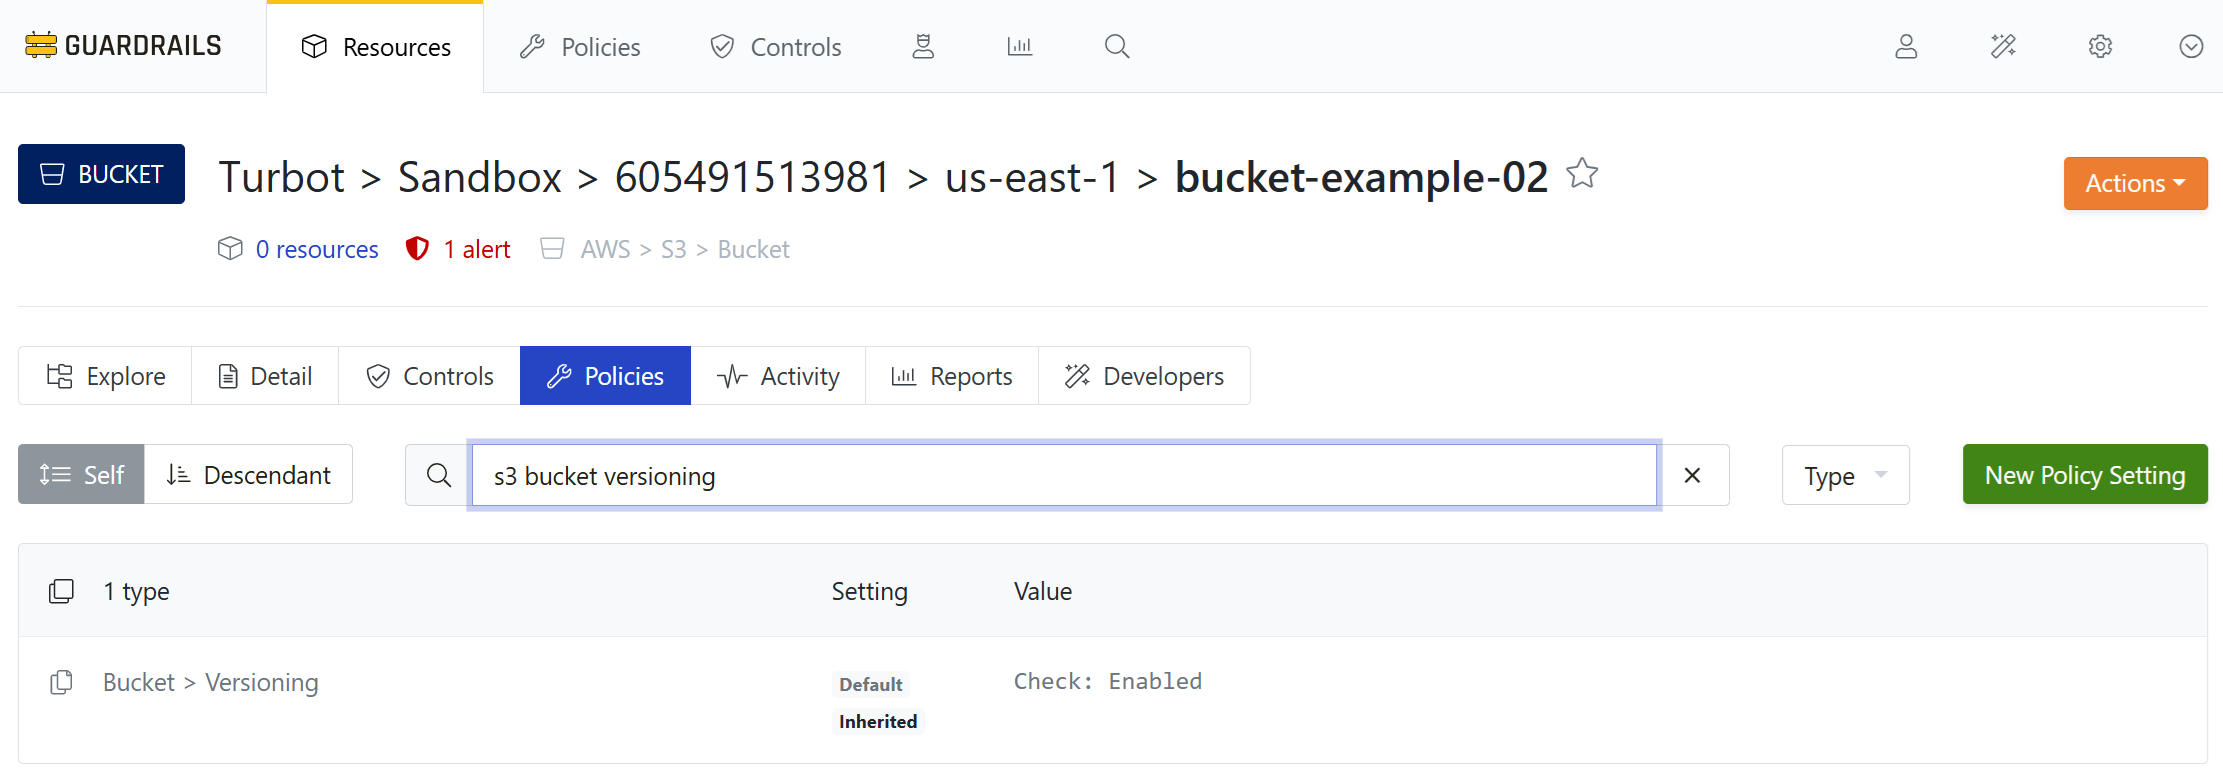 GUARDRAILS Resources Policies Controls
BUCKET Turbot > Sandbox > 605491513981 > us-east-1 > bucket-example-02 Actions
0 resources 1 alert AWS > S3 > Bucket
Explore Detail Controls Policies Activity Reports Developers
Self Descendant s3 bucket versioning Type New Policy Setting
1 type Setting Value
Bucket > Versioning Default Check: Enabled
Inherited